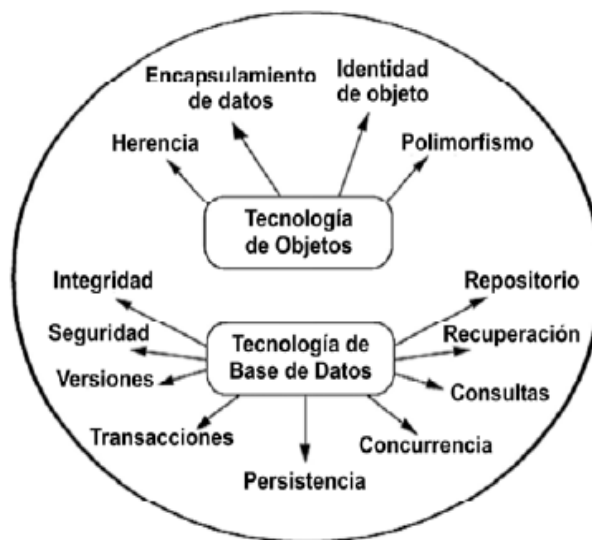 Encapsulamiento
de datos
Identidad
de objeto
Herencia
Polimorfismo
Tecnología
de Objetos
Integridad
Repositorio
Seguridad
Tecnología de
Base de Datos
Recuperación
Versiones
Consultas
Transacciones
Concurrencia
Persistencia